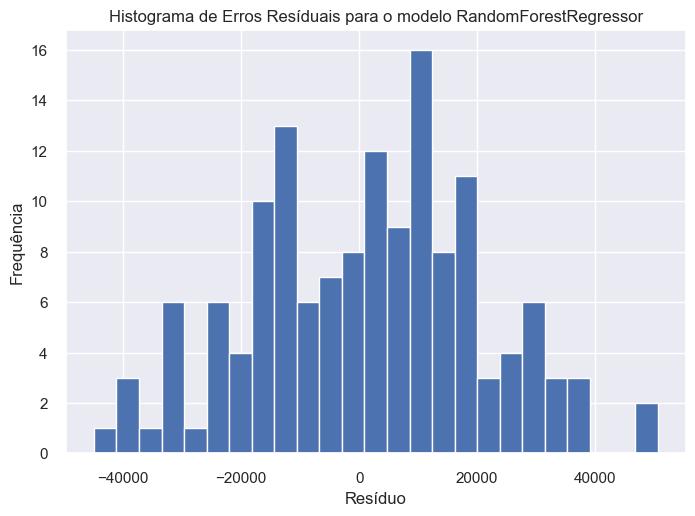 Histograma de Erros Resíduais para o modelo RandomForestRegressor
16
14
12
10
8
6
4
2
0
Frequência
−40000 −20000 0 20000 40000
Resíduo